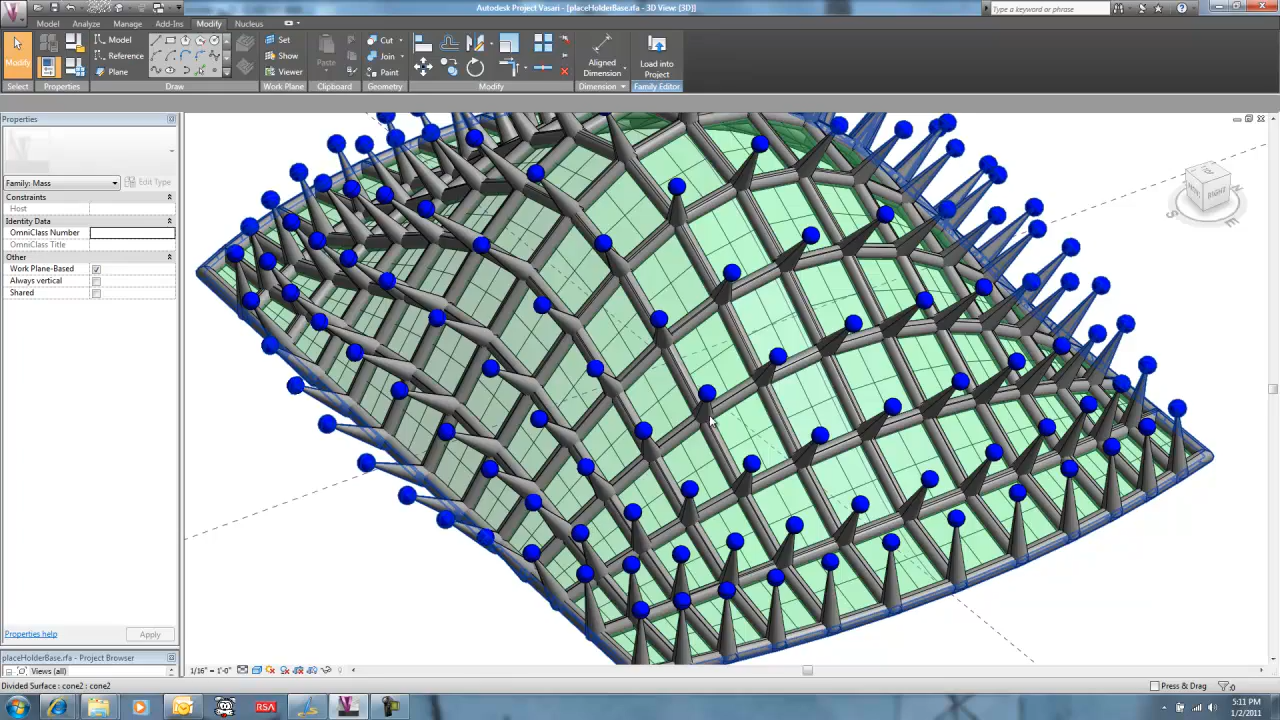 Autodesk Project Vasari - [placeHolderBase.rfa - 3D View: {3D}]
Type a keyword or phrase
Model Analyze Manage Add-Ins Modify Nucleus
Modify
Model
Reference
Plane
Set
Show
Viewer
Paste
Cut
Join
Paint
Aligned
Dimension
Load into
Project
Select Properties Draw Work Plane Clipboard Geometry Modify Dimension Family Editor
Properties
Family: Mass
Edit Type
Constraints
Host
Identity Data
OmniClass Number
OmniClass Title
Other
Work Plane-Based
Always vertical
Shared
Properties help
Apply
placeHolderBase.rfa - Project Browser
Views (all)
TOP
RIGHT
S
E
N
1/16" = 1'-0"
Divided Surface : cone2 : cone2
Press & Drag
:0
RSA
5:11 PM
1/2/2011